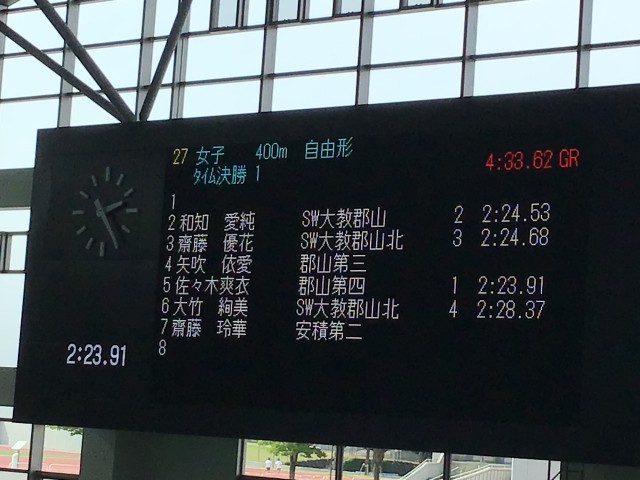 27 女子 400m 自由形 4:33.62 GR
タイム決勝 1
1
2 和知 愛純 SW大教郡山 2 2:24.53
3 齋藤 優花 SW大教郡山北 3 2:24.68
4 矢吹 依愛 郡山第三
5 佐々木爽衣 郡山第四 1 2:23.91
6 大竹 絢美 SW大教郡山北 4 2:28.37
7 齋藤 玲華 安積第二
8
2:23.91